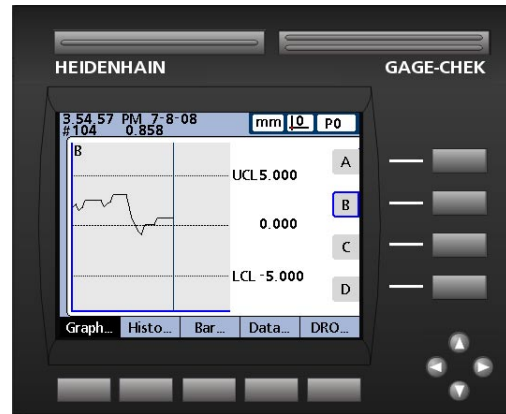 HEIDENHAIN GAGE-CHEK
3.54.57 PM 7-8-08 mm 0 P0
#104 0.858
B
A
UCL 5.000
B
0.000
C
LCL -5.000
D
Graph... Histo... Bar... Data... DRO...